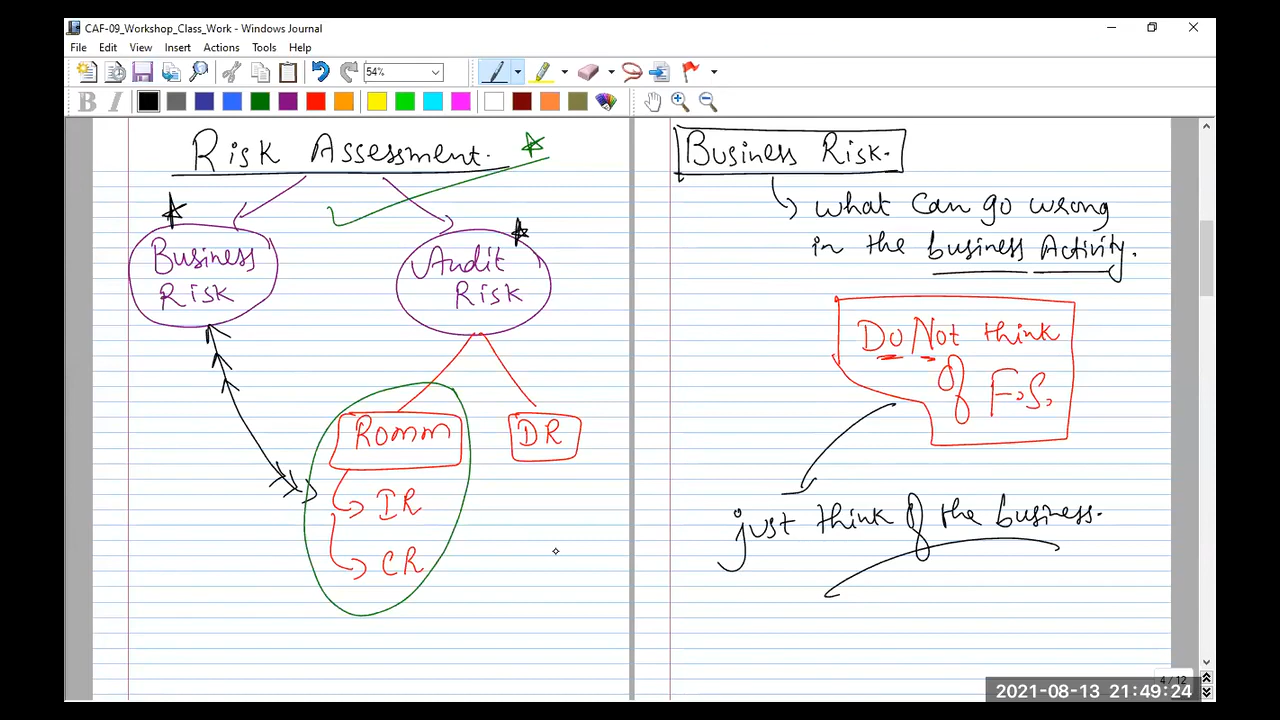 CAF-09_Workshop_Class_Work - Windows Journal
File Edit View Insert Actions Tools Help
54%
B I
Risk Assessment.
Business
Risk
Audit
Risk
Romm
DR
IR
CR
Business Risk.
what can go wrong
in the business Activity.
Do Not think
of F.S.
just think of the business.
4 / 12
2021-08-13 21:49:24